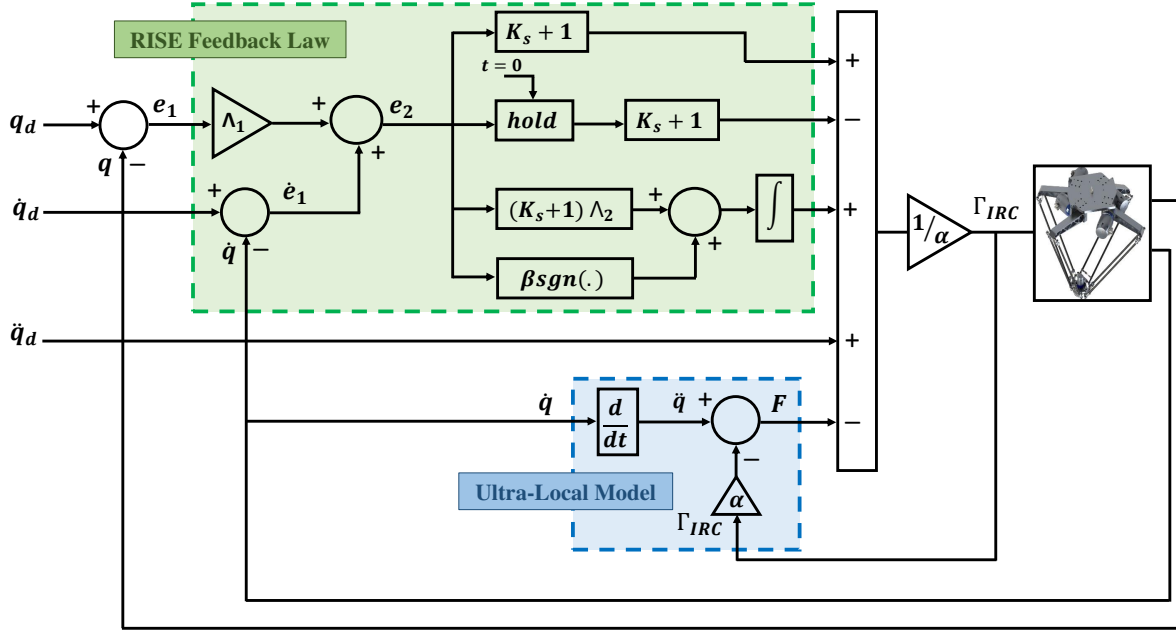 RISE Feedback Law
K_s + 1
t = 0
+
q_d
+
e_1
Λ_1
+
e_2
hold
K_s + 1
−
q
−
+
q̇_d
+
ė_1
(K_s+1) Λ_2
+
∫
+
1/α
Γ_IRC
q̇
−
+
βsgn(.)
q̈_d
+
q̇
d/dt
q̈
+
F
−
−
Ultra-Local Model
α
Γ_IRC